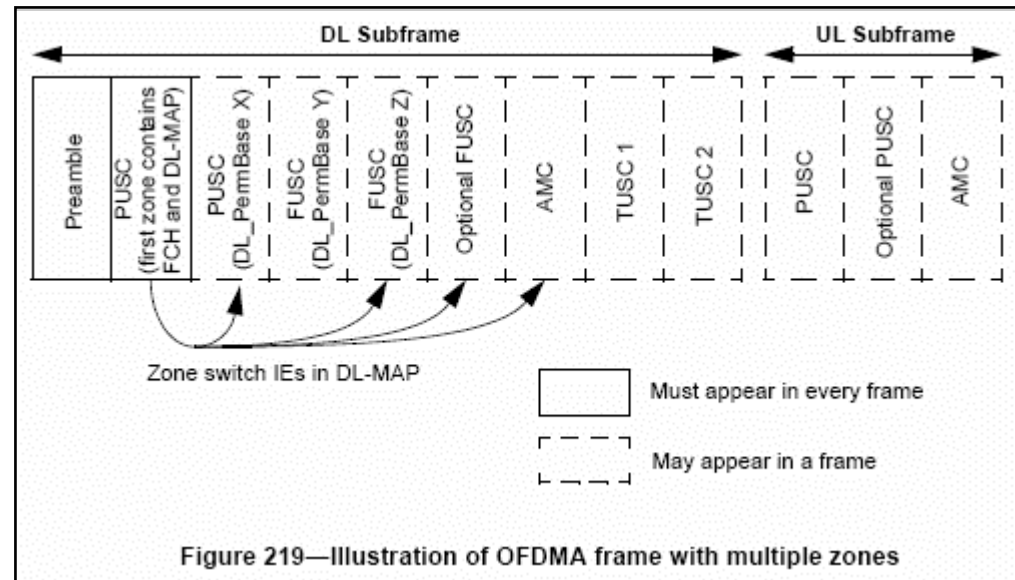 DL Subframe
UL Subframe
Preamble
PUSC
(first zone contains
FCH and DL-MAP)
PUSC
(DL_PermBase X)
FUSC
(DL_PermBase Y)
FUSC
(DL_PermBase Z)
Optional FUSC
AMC
TUSC 1
TUSC 2
PUSC
Optional PUSC
AMC
Zone switch IEs in DL-MAP
Must appear in every frame
May appear in a frame
Figure 219—Illustration of OFDMA frame with multiple zones